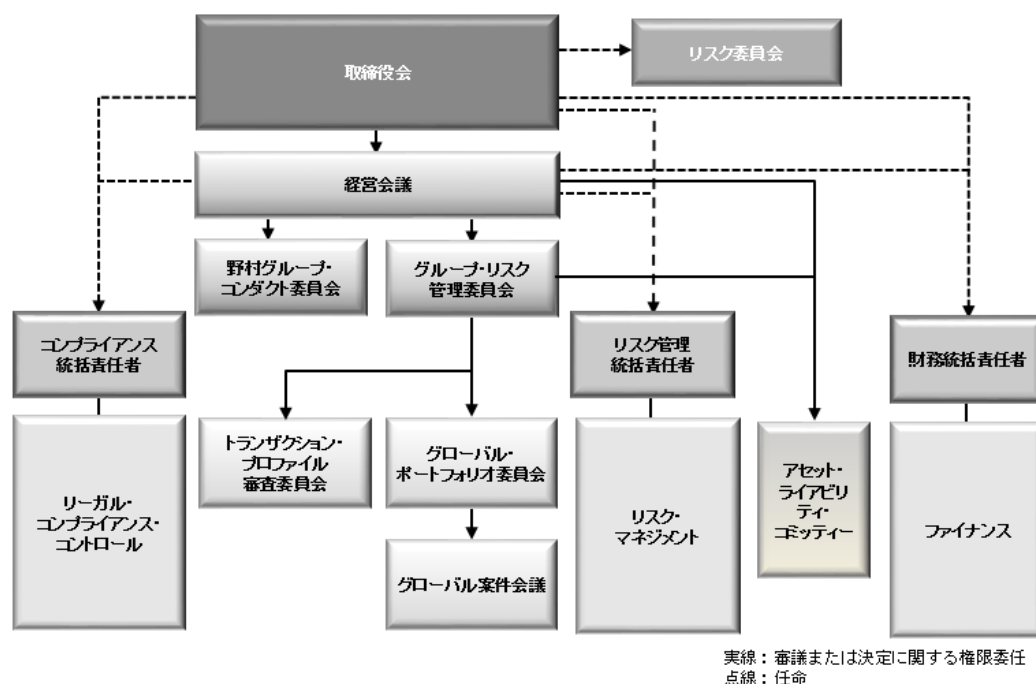 取締役会
リスク委員会
経営会議
野村グループ・
コンダクト委員会
グループ・リスク
管理委員会
コンプライアンス
統括責任者
リスク管理
統括責任者
財務統括責任者
トランザクション・
プロファイル
審査委員会
グローバル・
ポートフォリオ委員会
アセット・
ライアビリ
ティ・
コミッティー
リーガル・
コンプライアンス・
コントロール
リスク・
マネジメント
ファイナンス
グローバル案件会議
実線：審議または決定に関する権限委任
点線：任命